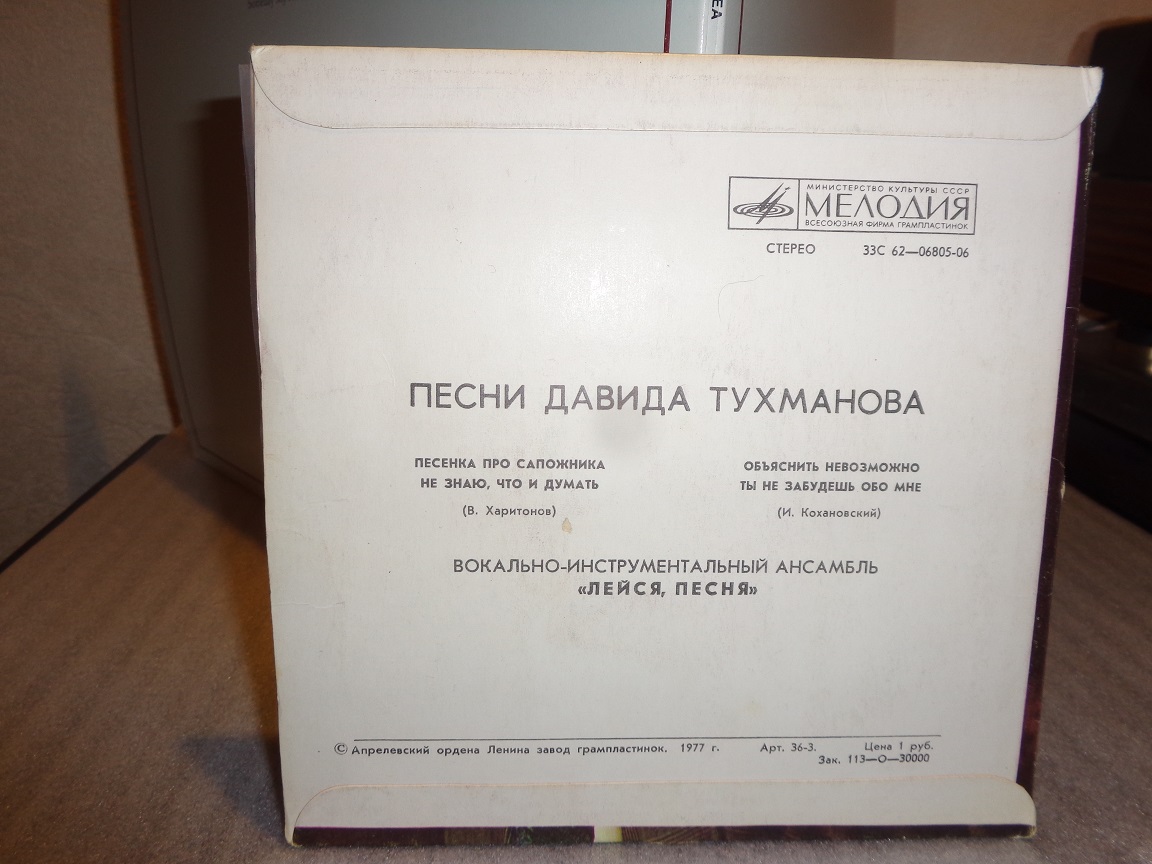 МИНИСТЕРСТВО КУЛЬТУРЫ СССР
МЕЛОДИЯ
ВСЕСОЮЗНАЯ ФИРМА ГРАМПЛАСТИНОК
СТЕРЕО 33С 62—06805-06
ПЕСНИ ДАВИДА ТУХМАНОВА
ПЕСЕНКА ПРО САПОЖНИКА
НЕ ЗНАЮ, ЧТО И ДУМАТЬ
(В. Харитонов)
ОБЪЯСНИТЬ НЕВОЗМОЖНО
ТЫ НЕ ЗАБУДЕШЬ ОБО МНЕ
(И. Кохановский)
ВОКАЛЬНО-ИНСТРУМЕНТАЛЬНЫЙ АНСАМБЛЬ
«ЛЕЙСЯ, ПЕСНЯ»
© Апрелевский ордена Ленина завод грампластинок. 1977 г. Арт. 36-3. Цена 1 руб.
Зак. 113—О—30000